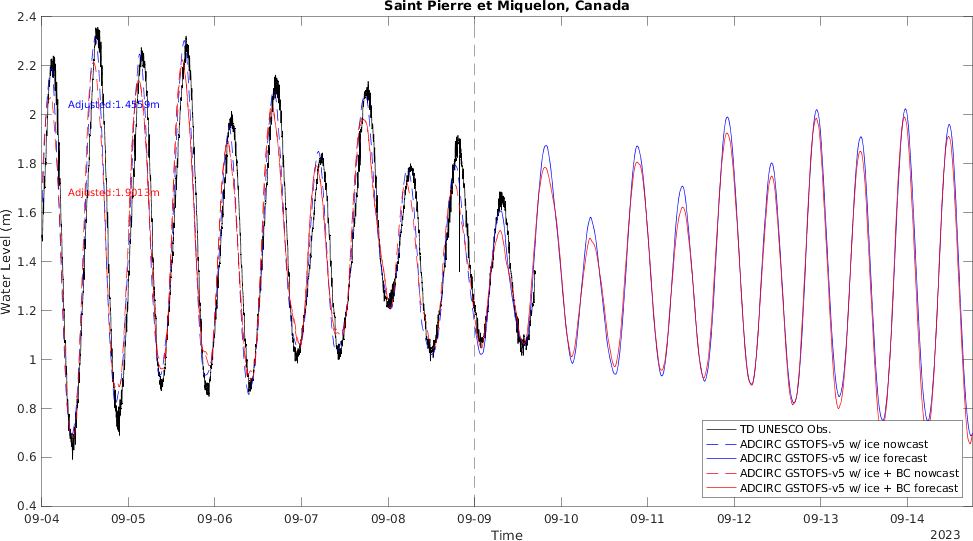 Saint Pierre et Miquelon, Canada
2.4
2.2
2
1.8
1.6
1.4
1.2
1
0.8
0.6
0.4
Water Level (m)
Adjusted:1.4559m
Adjusted:1.9013m
TD UNESCO Obs.
ADCIRC GSTOFS-v5 w/ ice nowcast
ADCIRC GSTOFS-v5 w/ ice forecast
ADCIRC GSTOFS-v5 w/ ice + BC nowcast
ADCIRC GSTOFS-v5 w/ ice + BC forecast
09-04 09-05 09-06 09-07 09-08 09-09 09-10 09-11 09-12 09-13 09-14
Time
2023